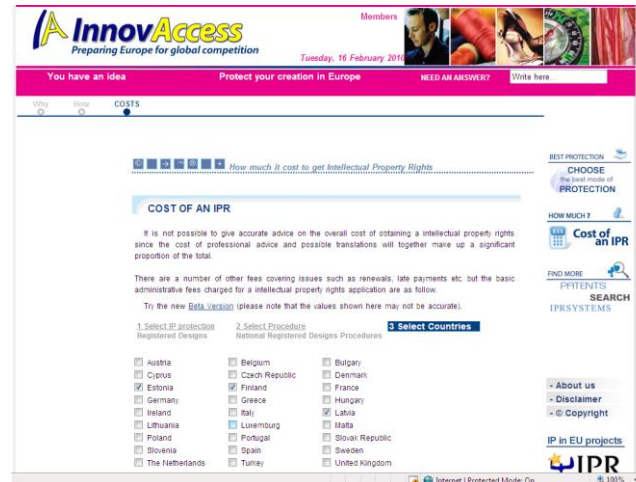 InnovAccess
Preparing Europe for global competition
Members
Tuesday, 16 February 2010
You have an idea
Protect your creation in Europe
NEED AN ANSWER?
Write here...
Why
How
COSTS
How much it cost to get Intellectual Property Rights
COST OF AN IPR
It is not possible to give accurate advice on the overall cost of obtaining a intellectual property rights
since the cost of professional advice and possible translations will together make up a significant
proportion of the total.
There are a number of other fees covering issues such as renewals, late payments etc. but the basic
administrative fees charged for a intellectual property rights application are as follow.
Try the new Beta Version (please note that the values shown here may not be accurate).
1 Select IP protection
Registered Designs
2 Select Procedure
National Registered Designs Procedures
3 Select Countries
Austria Belgium Bulgary
Cyprus Czech Republic Denmark
Estonia Finland France
Germany Greece Hungary
Ireland Italy Latvia
Lithuania Luxemburg Malta
Poland Portugal Slovak Republic
Slovenia Spain Sweden
The Netherlands Turkey United Kingdom
BEST PROTECTION
CHOOSE
the best mode of
PROTECTION
HOW MUCH ?
Cost of
an IPR
FIND MORE
PATENTS
SEARCH
IPRSYSTEMS
- About us
- Disclaimer
- © Copyright
IP in EU projects
IPR
Internet | Protected Mode: On
100%